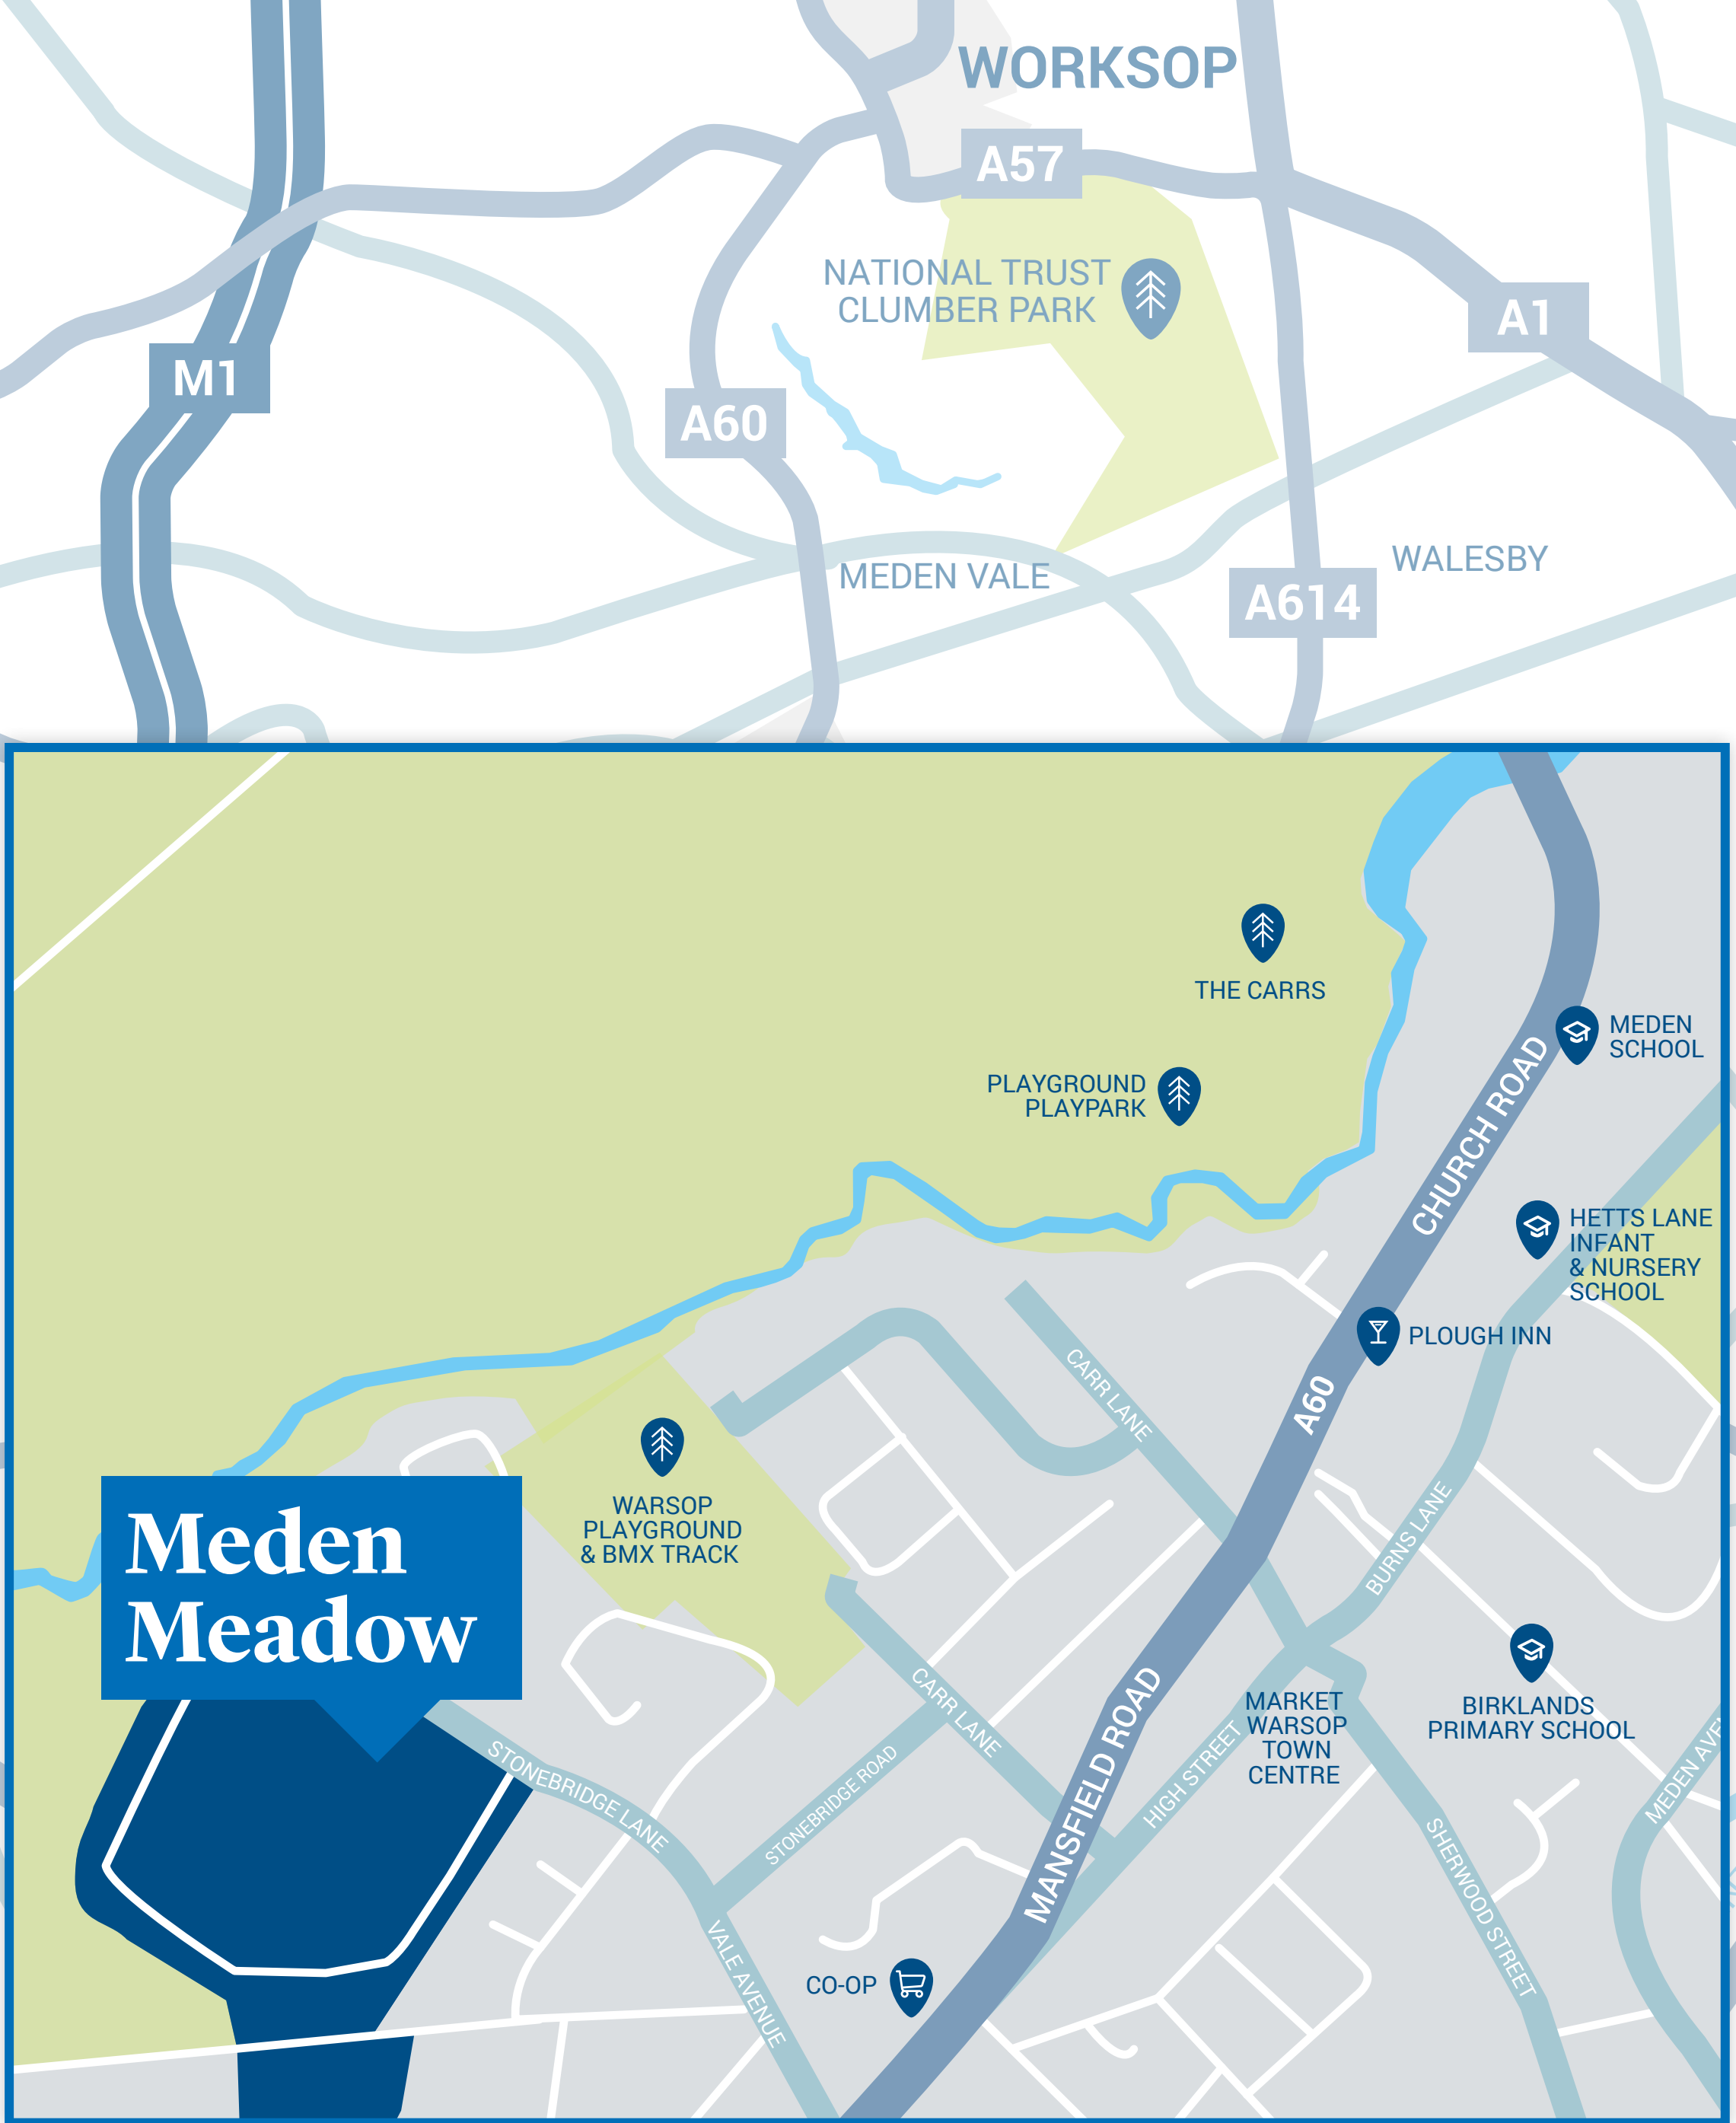 WORKSOP
A57
NATIONAL TRUST
CLUMBER PARK
A1
M1
A60
MEDEN VALE
WALESBY
A614
THE CARRS
MEDEN
SCHOOL
PLAYGROUND
PLAYPARK
CHURCH ROAD
HETTS LANE
INFANT
& NURSERY
SCHOOL
PLOUGH INN
CARR LANE
A60
WARSOP
PLAYGROUND
& BMX TRACK
BURNS LANE
Meden
Meadow
CARR LANE
MARKET
WARSOP
TOWN
CENTRE
BIRKLANDS
PRIMARY SCHOOL
STONEBRIDGE LANE
STONEBRIDGE ROAD
MANSFIELD ROAD
HIGH STREET
MEDEN AVEN
SHERWOOD STREET
VALE AVENUE
CO-OP